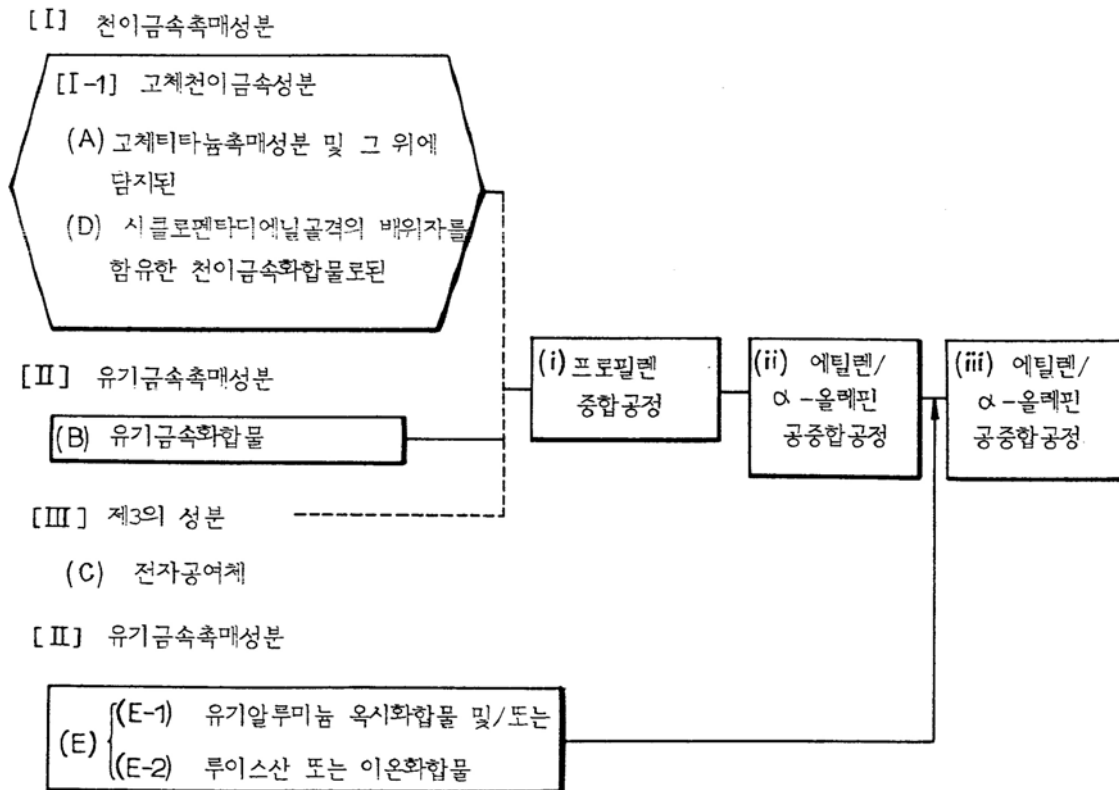 [I] 천이금속촉매성분
[I-1] 고체천이금속성분
(A) 고체티타늄촉매성분 및 그 위에
담지된
(D) 시클로펜타디에닐골격의 배위자를
함유한 천이금속화합물로된
[II] 유기금속촉매성분
(B) 유기금속화합물
[III] 제3의 성분
(C) 전자공여체
(i) 프로필렌
중합공정
(ii) 에틸렌/
α-올레핀
공중합공정
(iii) 에틸렌/
α-올레핀
공중합공정
[II] 유기금속촉매성분
(E)
(E-1) 유기알루미늄 옥시화합물 및/또는
(E-2) 루이스산 또는 이온화합물